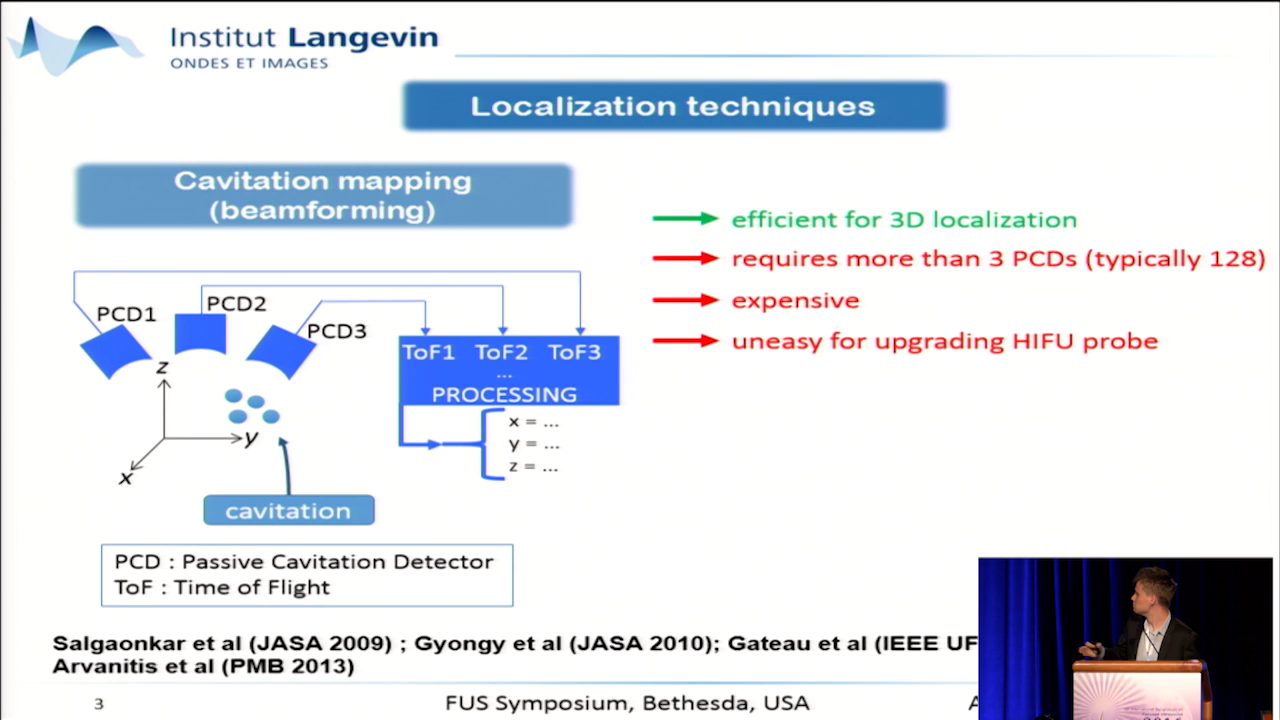 Institut Langevin
ONDES ET IMAGES
Localization techniques
Cavitation mapping
(beamforming)
efficient for 3D localization
requires more than 3 PCDs (typically 128)
expensive
uneasy for upgrading HIFU probe
PCD1
PCD2
PCD3
z
y
x
ToF1 ToF2 ToF3
...
PROCESSING
x = ...
y = ...
z = ...
cavitation
PCD : Passive Cavitation Detector
ToF : Time of Flight
Salgaonkar et al (JASA 2009) ; Gyongy et al (JASA 2010); Gateau et al (IEEE UF
Arvanitis et al (PMB 2013)
3
FUS Symposium, Bethesda, USA